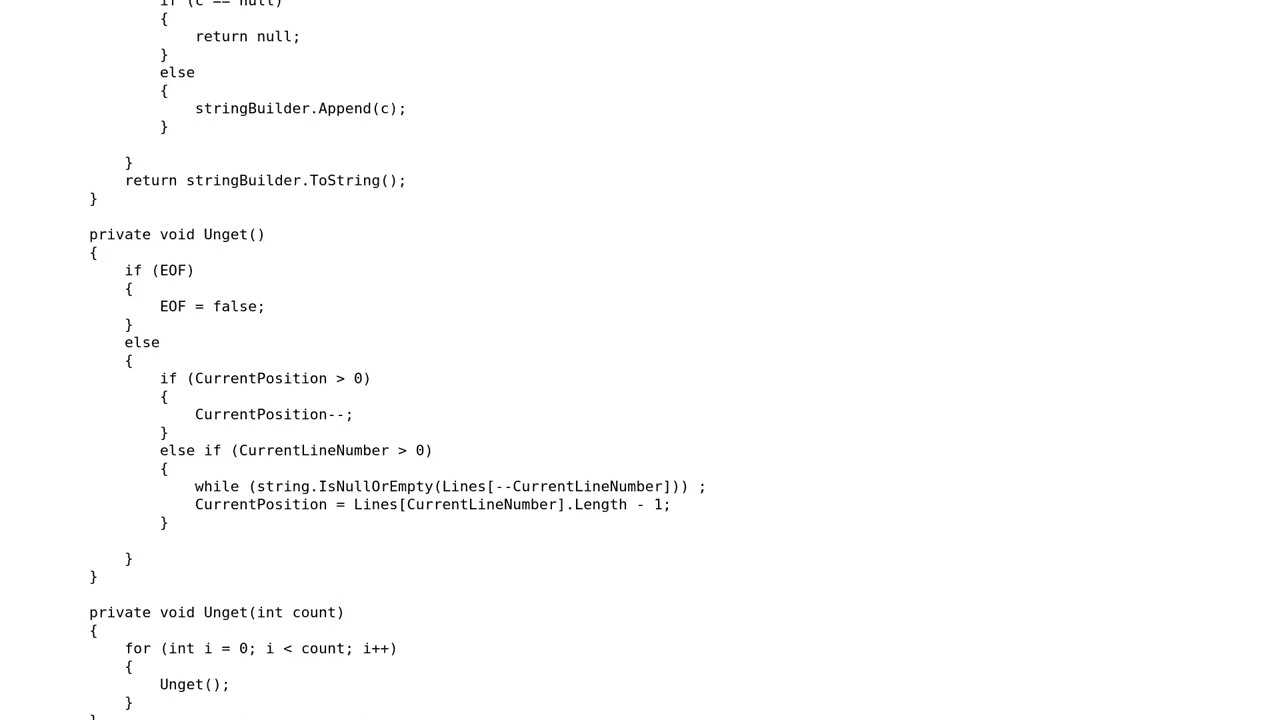 if (c == null)
{
return null;
}
else
{
stringBuilder.Append(c);
}
}
return stringBuilder.ToString();
}
private void Unget()
{
if (EOF)
{
EOF = false;
}
else
{
if (CurrentPosition > 0)
{
CurrentPosition--;
}
else if (CurrentLineNumber > 0)
{
while (string.IsNullOrEmpty(Lines[--CurrentLineNumber])) ;
CurrentPosition = Lines[CurrentLineNumber].Length - 1;
}
}
}
private void Unget(int count)
{
for (int i = 0; i < count; i++)
{
Unget();
}
}